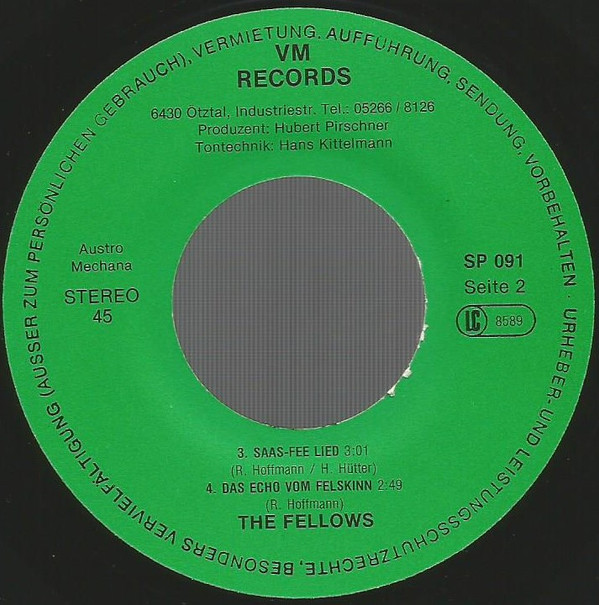 VM
RECORDS
6430 Ötztal, Industriestr. Tel.: 05266 / 8126
Produzent: Hubert Pirschner
Tontechnik: Hans Kittelmann
Austro
Mechana
STEREO
45
SP 091
Seite 2
LC 8589
3. SAAS-FEE LIED 3:01
(R. Hoffmann / H. Hütter)
4. DAS ECHO VOM FELSKINN 2:49
(R. Hoffmann)
THE FELLOWS
URHEBER- UND LEISTUNGSSCHUTZRECHTE, BESONDERS VERVIELFÄLTIGUNG (AUSSER ZUM PERSÖNLICHEN GEBRAUCH), VERMIETUNG, AUFFÜHRUNG, SENDUNG, VORBEHALTEN ·